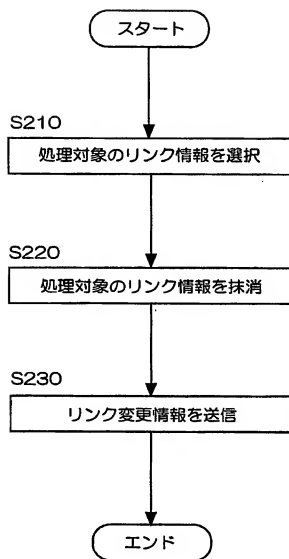 スタート
S210
処理対象のリンク情報を選択
S220
処理対象のリンク情報を抹消
S230
リンク変更情報を送信
エンド